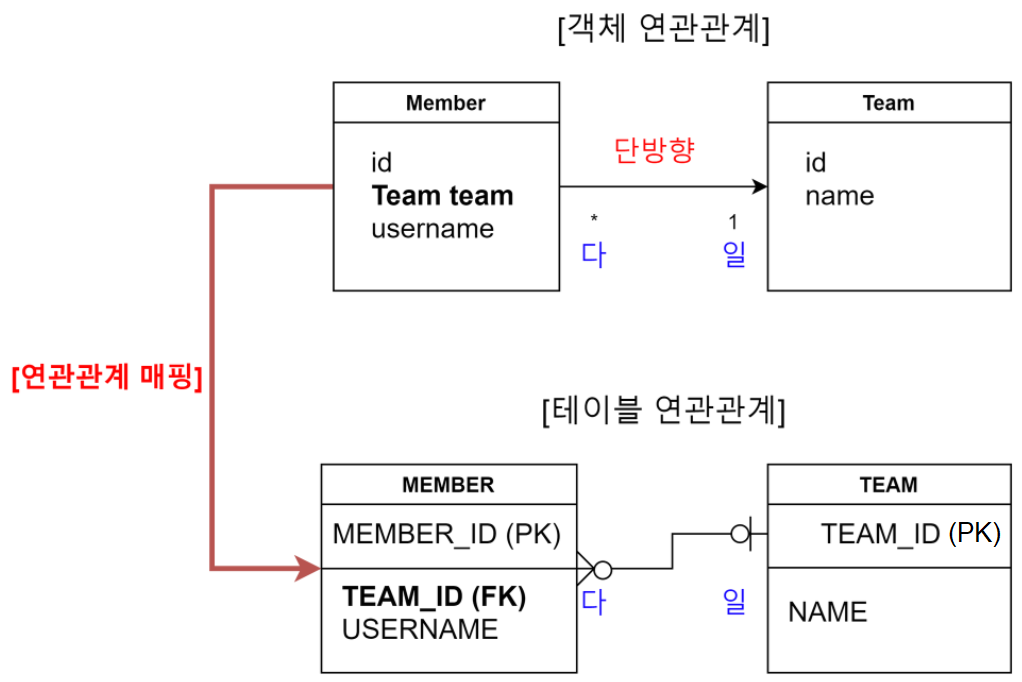 [객체 연관관계]
Member
Team
id
Team team
username
단방향
*
1
다
일
id
name
[연관관계 매핑]
[테이블 연관관계]
MEMBER
TEAM
MEMBER_ID (PK)
TEAM_ID (PK)
TEAM_ID (FK)
USERNAME
다
일
NAME